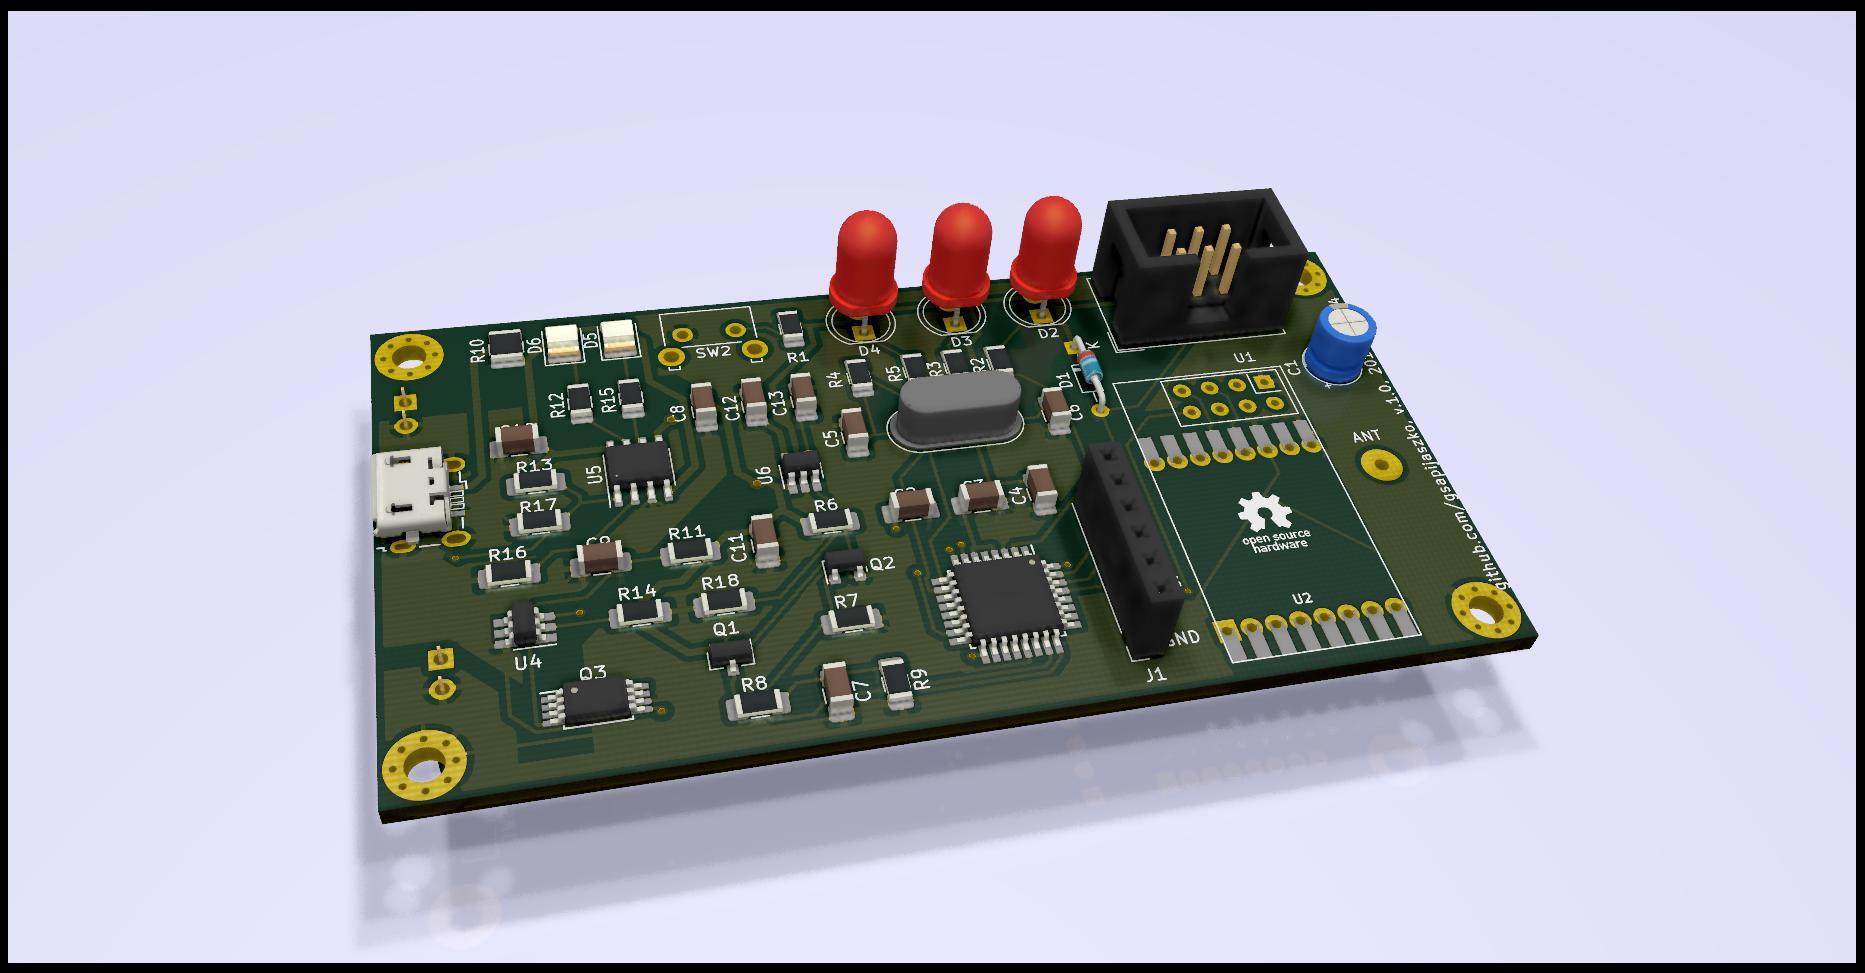 R10
D6
D5
SW2
R1
D4
D3
D2
K
R12
R15
C8
C12
C13
R4
R5
R3
R2
D1
C6
U1
C1
C5
R13
U5
U6
R17
R6
C4
ANT
open source
hardware
R16
R11
C11
Q2
R14
R18
R7
U2
U4
Q1
GND
J1
Q3
R8
C7
R9
github.com/gsapijaszko, v.1.0,